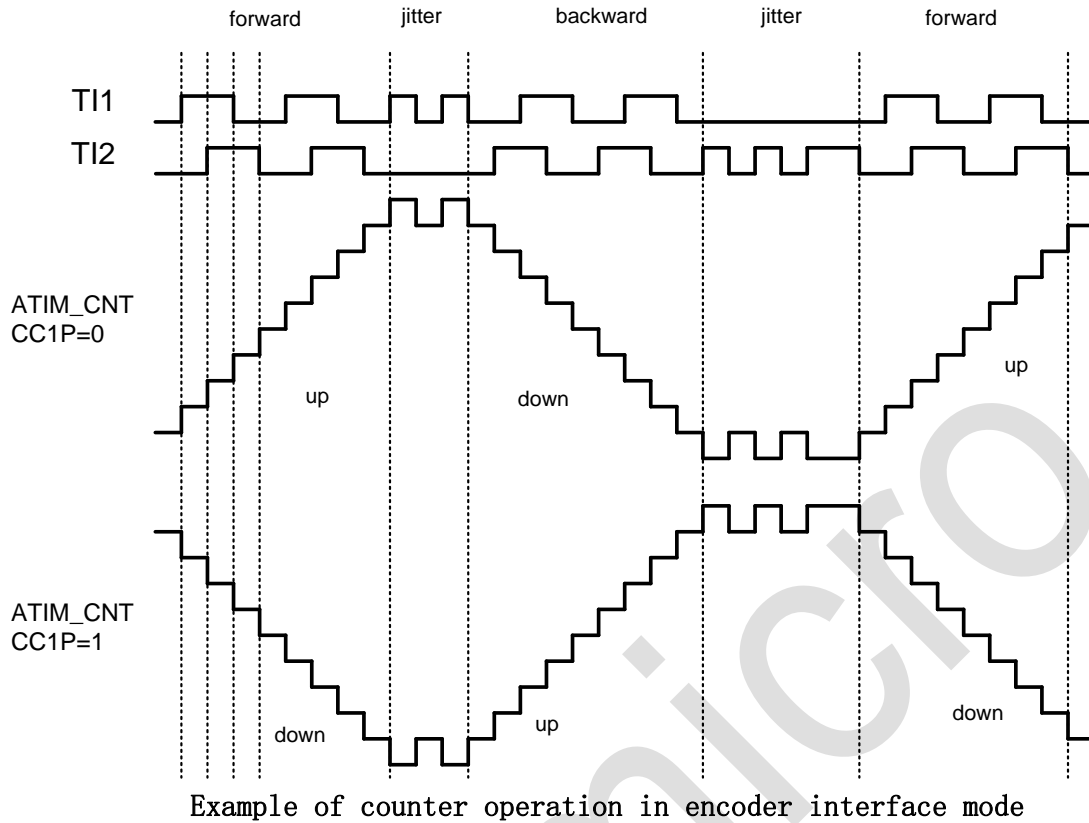 forward jitter backward jitter forward
TI1
TI2
ATIM_CNT
CC1P=0
up down up
ATIM_CNT
CC1P=1
down up down
micro
Example of counter operation in encoder interface mode